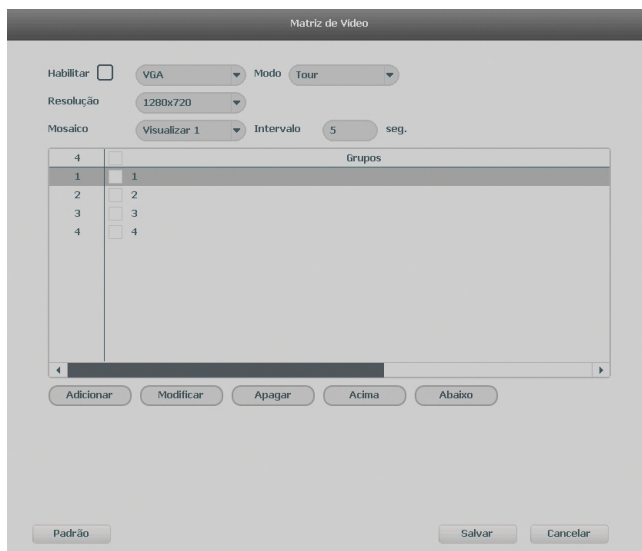 Matriz de Vídeo
Habilitar VGA Modo Tour
Resolução 1280x720
Mosaico Visualizar 1 Intervalo 5 seg.
4 Grupos
1 1
2 2
3 3
4 4
Adicionar Modificar Apagar Acima Abaixo
Padrão Salvar Cancelar